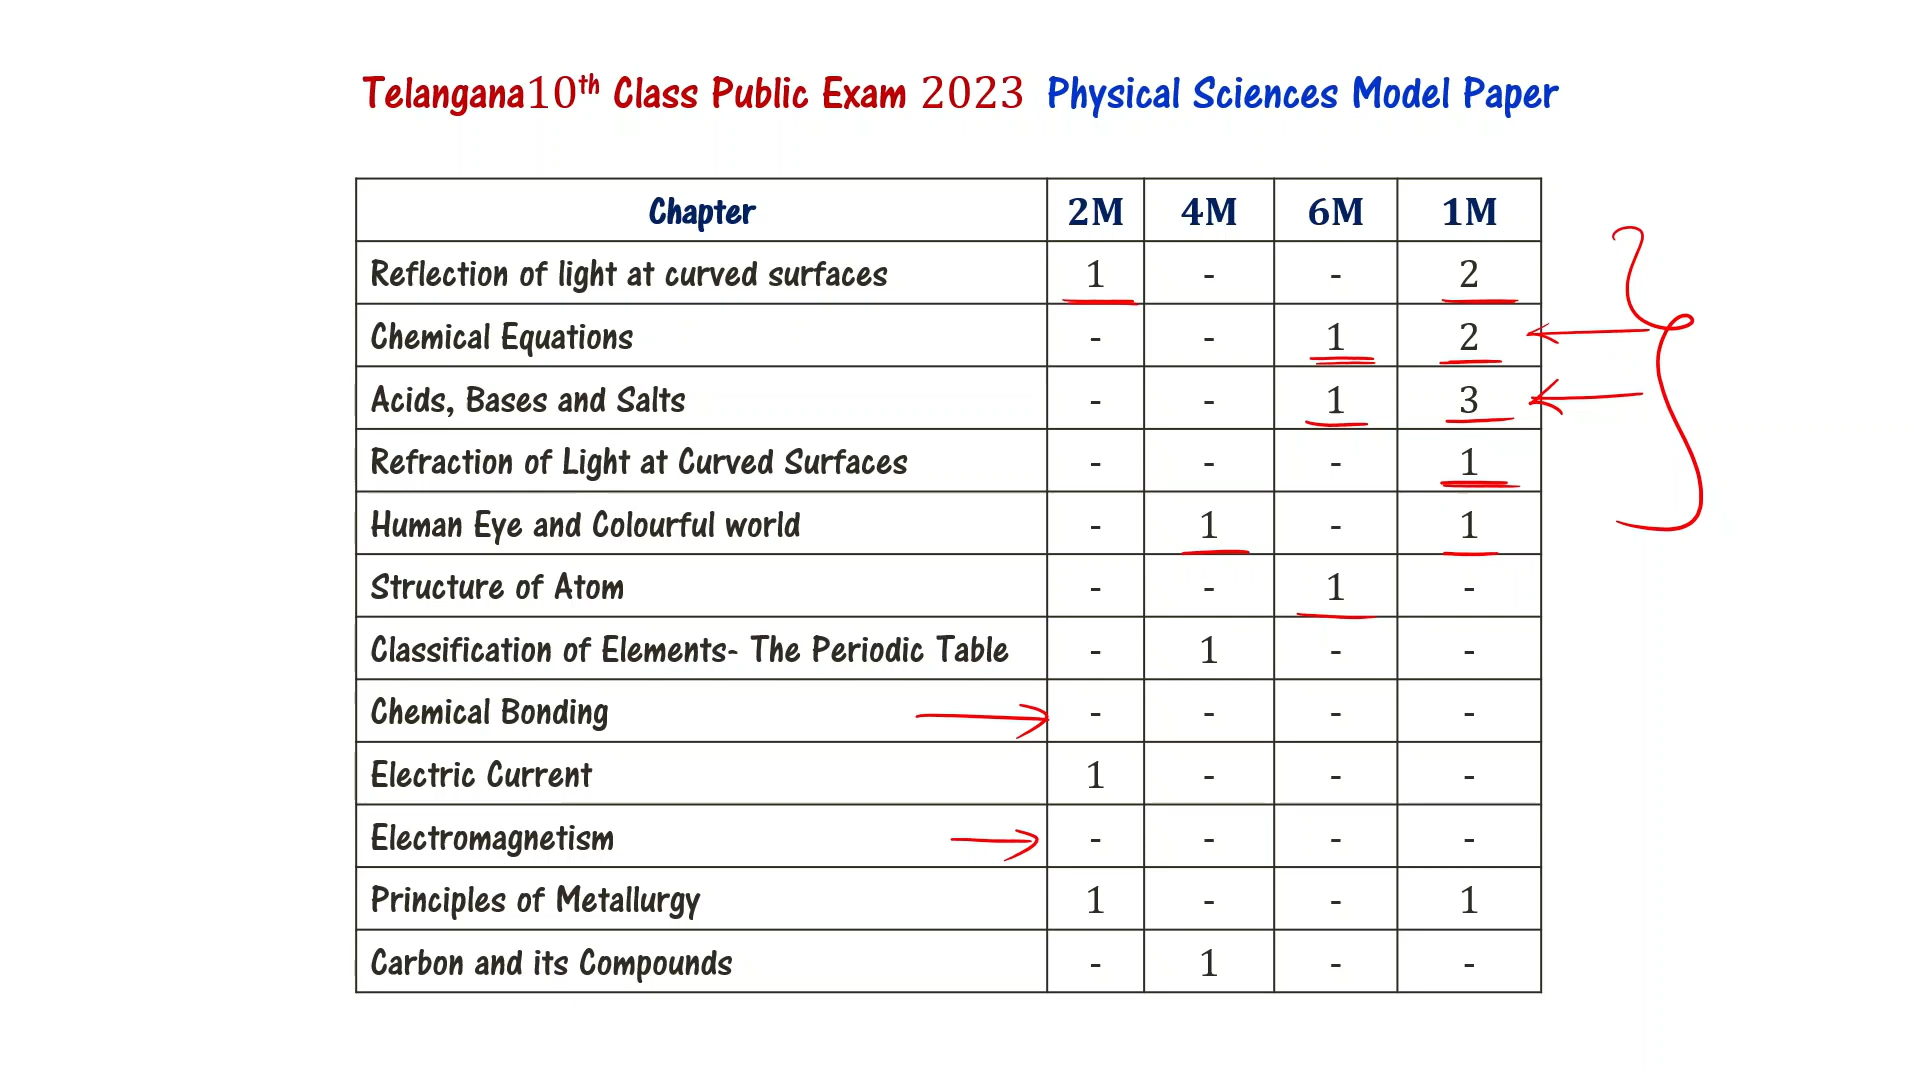 Telangana10th Class Public Exam 2023 Physical Sciences Model Paper
Chapter 2M 4M 6M 1M
Reflection of light at curved surfaces 1 - - 2
Chemical Equations - - 1 2
Acids, Bases and Salts - - 1 3
Refraction of Light at Curved Surfaces - - - 1
Human Eye and Colourful world - 1 - 1
Structure of Atom - - 1 -
Classification of Elements- The Periodic Table - 1 - -
Chemical Bonding - - - -
Electric Current 1 - - -
Electromagnetism - - - -
Principles of Metallurgy 1 - - 1
Carbon and its Compounds - 1 - -